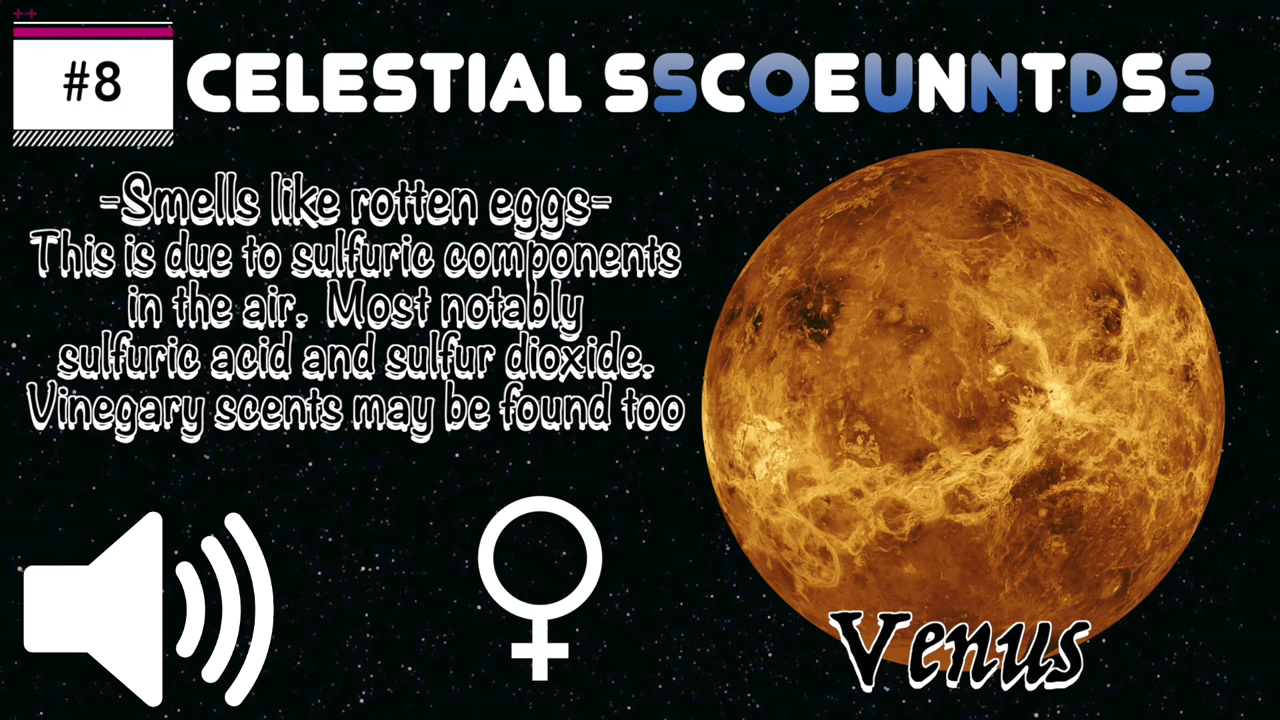 ++
#8
CELESTIAL SSCOEUNNTDSS
-Smells like rotten eggs-
This is due to sulfuric components
in the air. Most notably
sulfuric acid and sulfur dioxide.
Vinegary scents may be found too
Venus